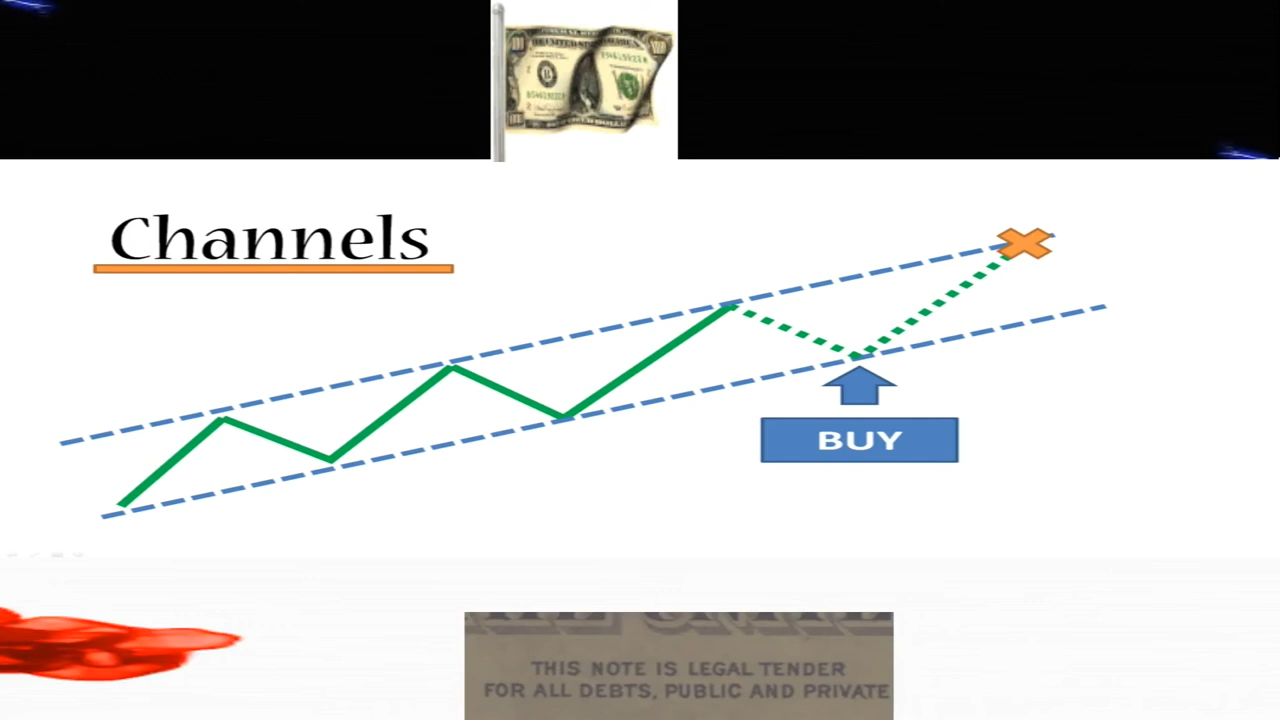 Channels
BUY
THIS NOTE IS LEGAL TENDER
FOR ALL DEBTS, PUBLIC AND PRIVATE